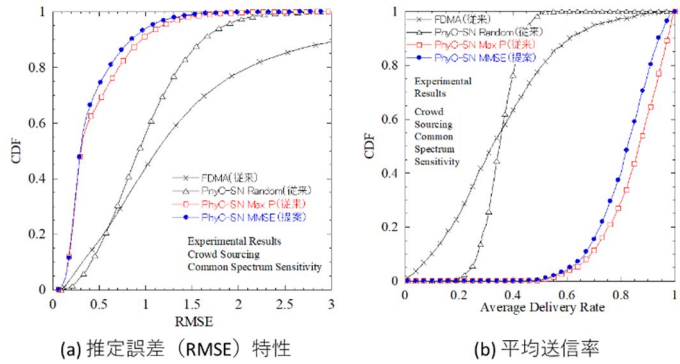 1
0.8
0.6
0.4
0.2
0
CDF
FDMA(従来)
PhyC-SN Random(従来)
PhyC-SN Max P(従来)
PhyC-SN MMSE(提案)
Experimental Results
Crowd Sourcing
Common Spectrum Sensitivity
0 0.5 1 1.5 2 2.5 3
RMSE
(a) 推定誤差（RMSE）特性
1
0.8
0.6
0.4
0.2
0
CDF
FDMA(従来)
PhyC-SN Random(従来)
PhyC-SN Max P(従来)
PhyC-SN MMSE(提案)
Experimental
Results
Crowd
Sourcing
Common
Spectrum
Sensitivity
0 0.2 0.4 0.6 0.8 1
Average Delivery Rate
(b) 平均送信率